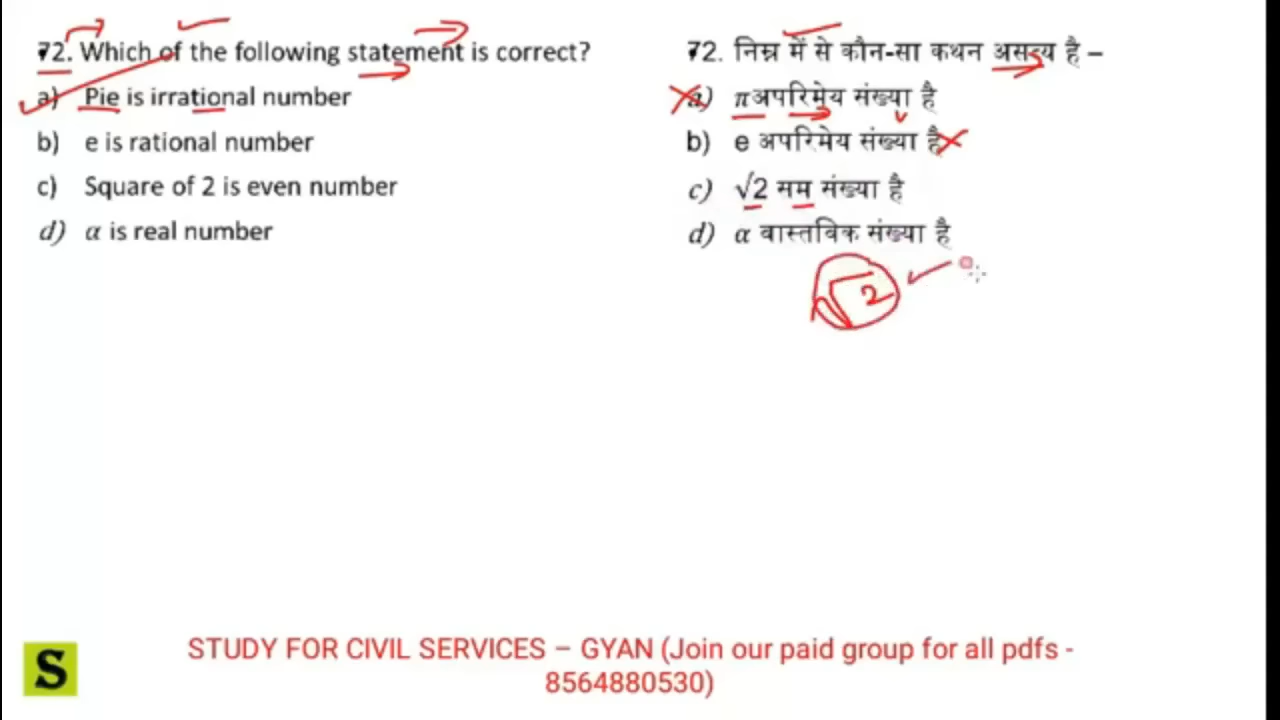 72. Which of the following statement is correct?
a) Pie is irrational number
b) e is rational number
c) Square of 2 is even number
d) α is real number
72. निम्न में से कौन-सा कथन असत्य है –
a) π अपरिमेय संख्या है
b) e अपरिमेय संख्या है
c) √2 सम संख्या है
d) α वास्तविक संख्या है
√2
S
STUDY FOR CIVIL SERVICES – GYAN (Join our paid group for all pdfs -
8564880530)